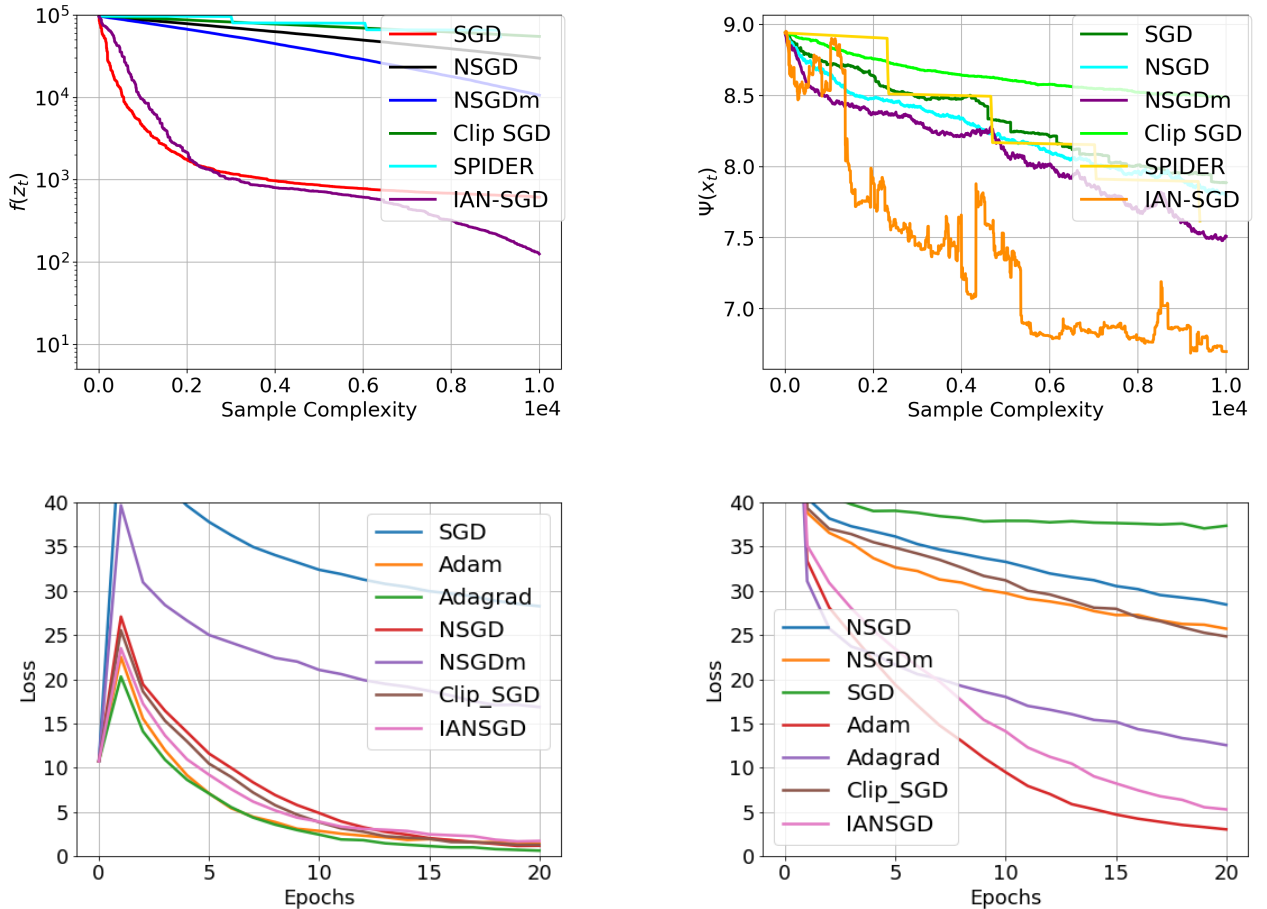 10^5
10^4
10^3
10^2
10^1
f(z_t)
SGD
NSGD
NSGDm
Clip SGD
SPIDER
IAN-SGD
0.0 0.2 0.4 0.6 0.8 1.0
Sample Complexity 1e4
9.0
8.5
8.0
7.5
7.0
Ψ(x_t)
SGD
NSGD
NSGDm
Clip SGD
SPIDER
IAN-SGD
0.0 0.2 0.4 0.6 0.8 1.0
Sample Complexity 1e4
40
35
30
25
20
15
10
5
0
Loss
SGD
Adam
Adagrad
NSGD
NSGDm
Clip_SGD
IANSGD
0 5 10 15 20
Epochs
40
35
30
25
20
15
10
5
0
Loss
NSGD
NSGDm
SGD
Adam
Adagrad
Clip_SGD
IANSGD
0 5 10 15 20
Epochs